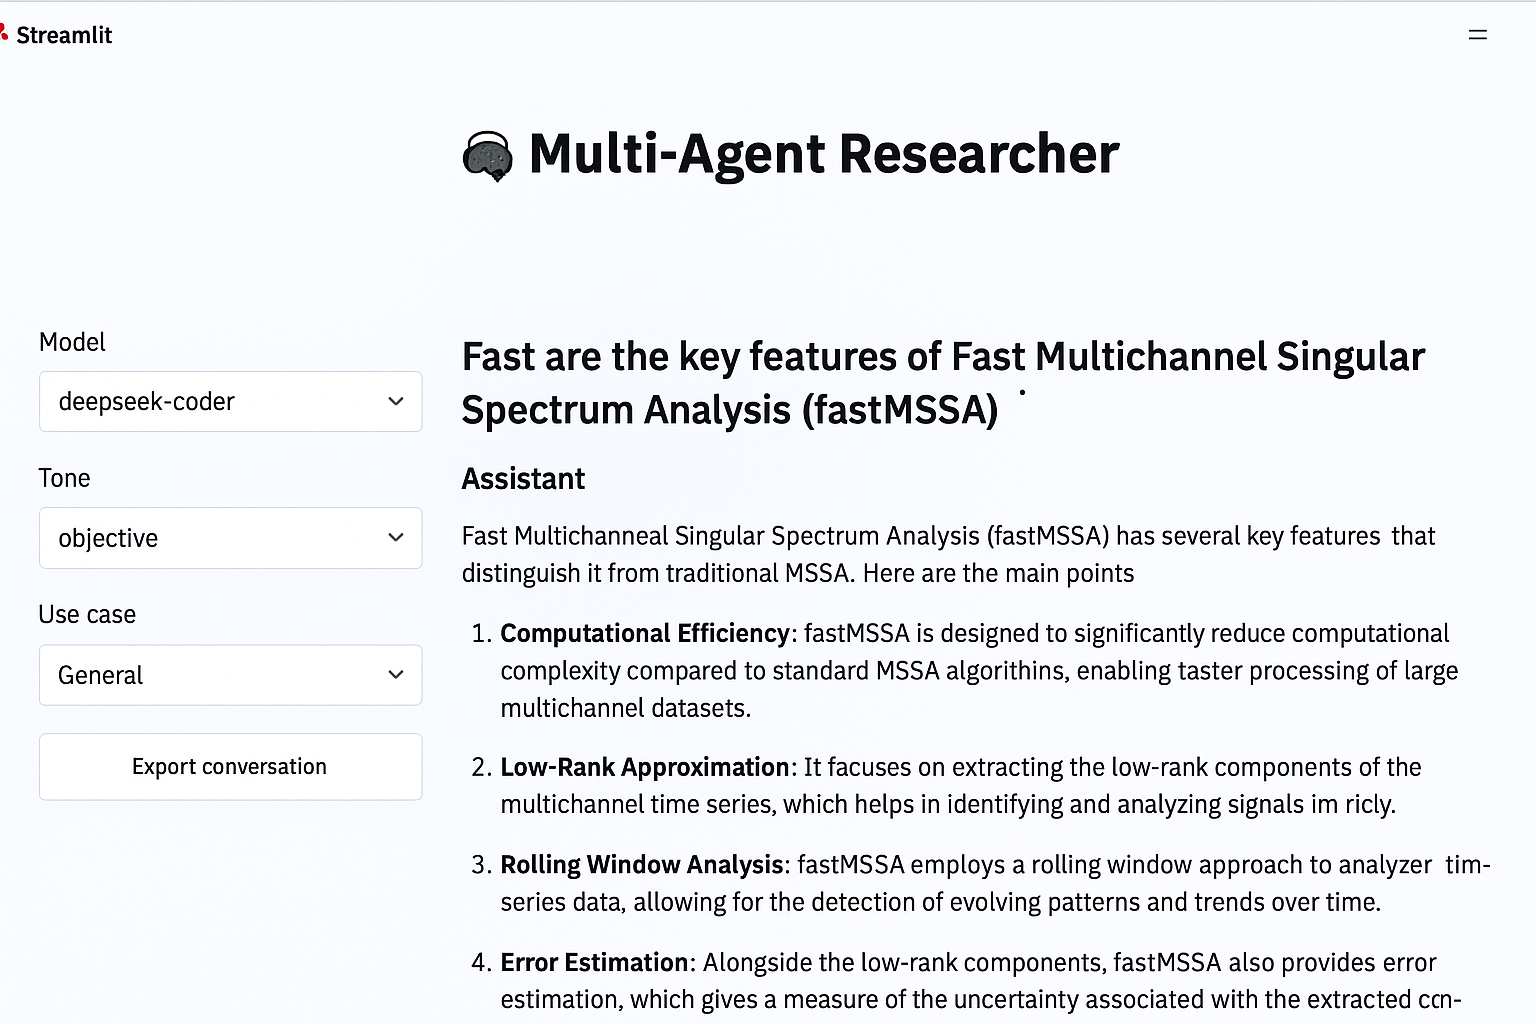 Streamlit
Multi-Agent Researcher
Model
deepseek-coder
Tone
objective
Use case
General
Export conversation
Fast are the key features of Fast Multichannel Singular
Spectrum Analysis (fastMSSA)
Assistant
Fast Multichanneal Singular Spectrum Analysis (fastMSSA) has several key features that
distinguish it from traditional MSSA. Here are the main points
1. Computational Efficiency: fastMSSA is designed to significantly reduce computational
complexity compared to standard MSSA algorithins, enabling taster processing of large
multichannel datasets.
2. Low-Rank Approximation: It facuses on extracting the low-rank components of the
multichannel time series, which helps in identifying and analyzing signals im ricly.
3. Rolling Window Analysis: fastMSSA employs a rolling window approach to analyzer tim-
series data, allowing for the detection of evolving patterns and trends over time.
4. Error Estimation: Alongside the low-rank components, fastMSSA also provides error
estimation, which gives a measure of the uncertainty associated with the extracted